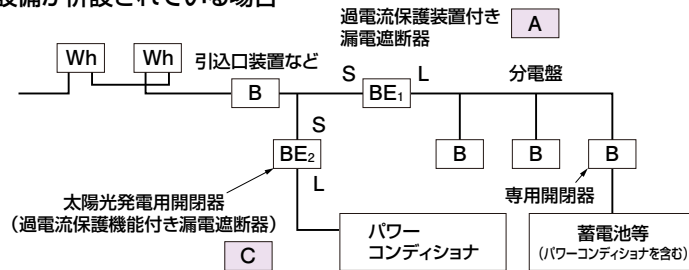 設備が併設されている場合
過電流保護装置付き
漏電遮断器
A
Wh
Wh
引込口装置など
B
S
BE₁
L
分電盤
S
BE₂
L
B
B
B
太陽光発電用開閉器
(過電流保護機能付き漏電遮断器)
C
パワー
コンディショナ
専用開閉器
蓄電池等
(パワーコンディショナを含む)